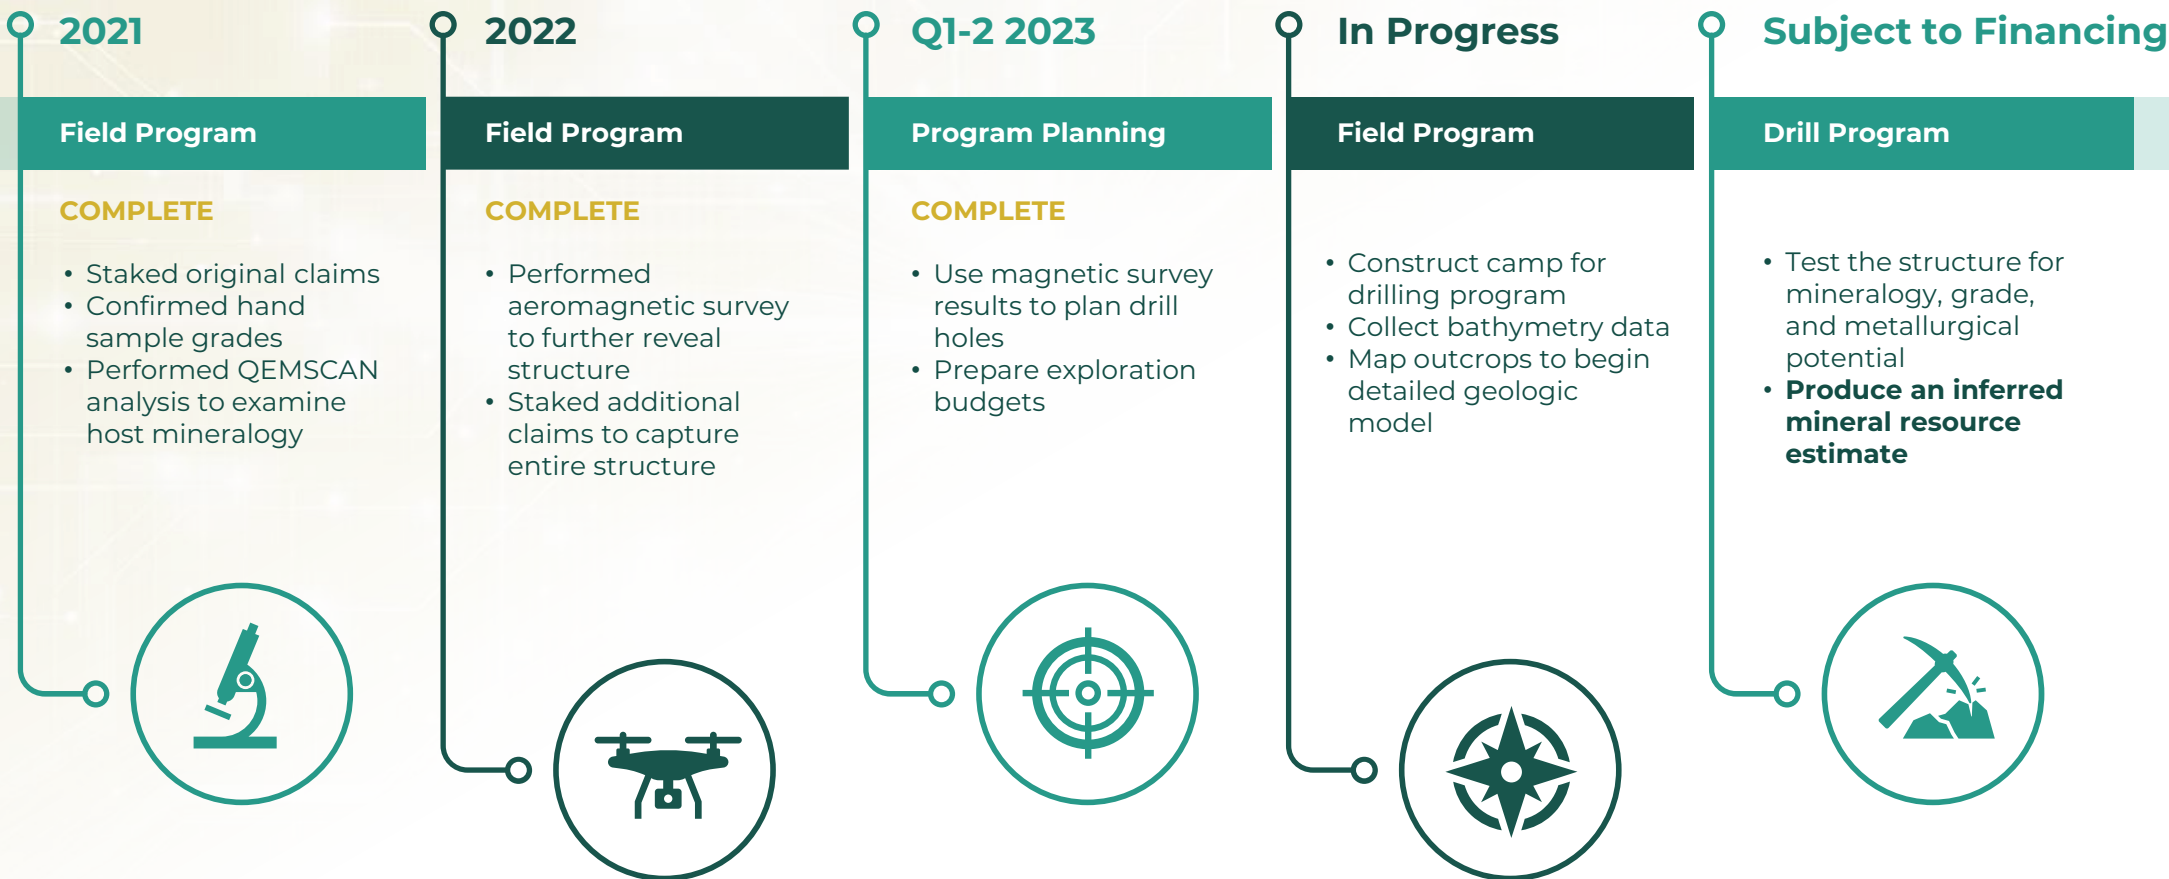 2021
Field Program
COMPLETE
• Staked original claims
• Confirmed hand
sample grades
• Performed QEMSCAN
analysis to examine
host mineralogy
2022
Field Program
COMPLETE
• Performed
aeromagnetic survey
to further reveal
structure
• Staked additional
claims to capture
entire structure
Q1-2 2023
Program Planning
COMPLETE
• Use magnetic survey
results to plan drill
holes
• Prepare exploration
budgets
In Progress
Field Program
• Construct camp for
drilling program
• Collect bathymetry data
• Map outcrops to begin
detailed geologic
model
Subject to Financing
Drill Program
• Test the structure for
mineralogy, grade,
and metallurgical
potential
• Produce an inferred
mineral resource
estimate